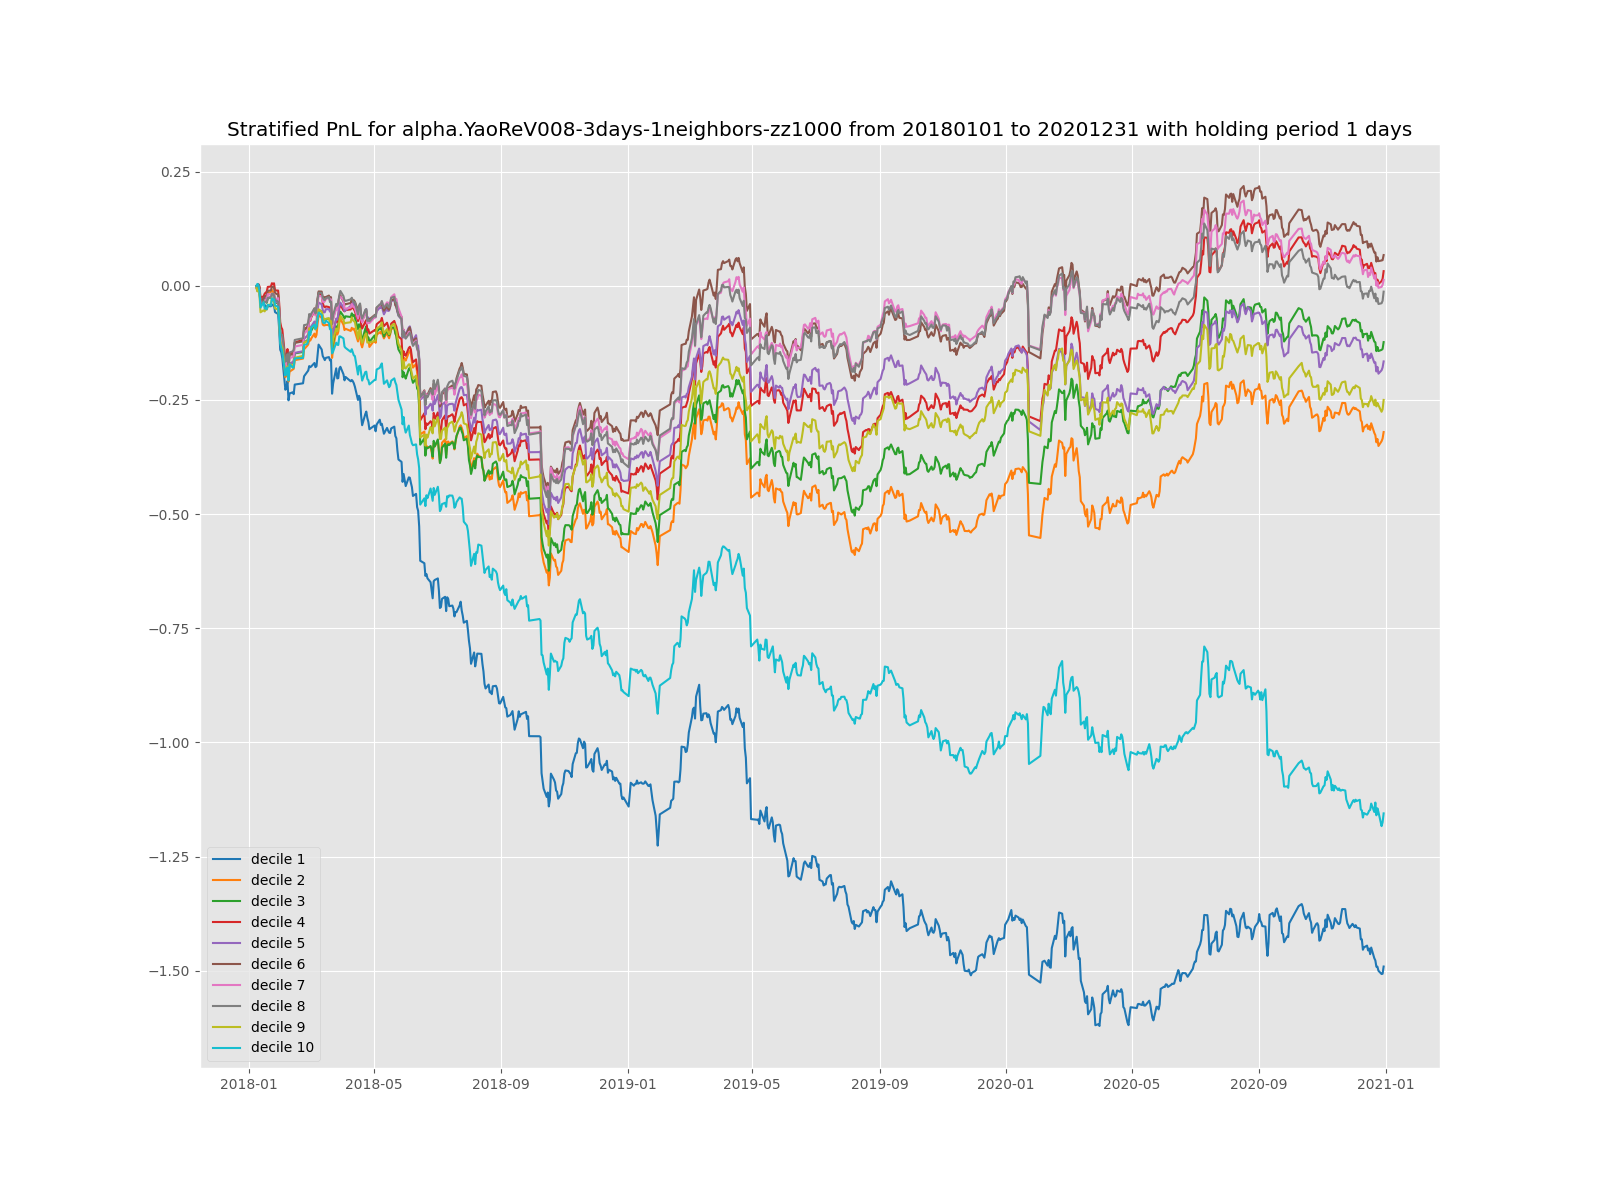 Stratified PnL for alpha.YaoReV008-3days-1neighbors-zz1000 from 20180101 to 20201231 with holding period 1 days
0.25
0.00
−0.25
−0.50
−0.75
−1.00
−1.25
−1.50
decile 1
decile 2
decile 3
decile 4
decile 5
decile 6
decile 7
decile 8
decile 9
decile 10
2018-01 2018-05 2018-09 2019-01 2019-05 2019-09 2020-01 2020-05 2020-09 2021-01